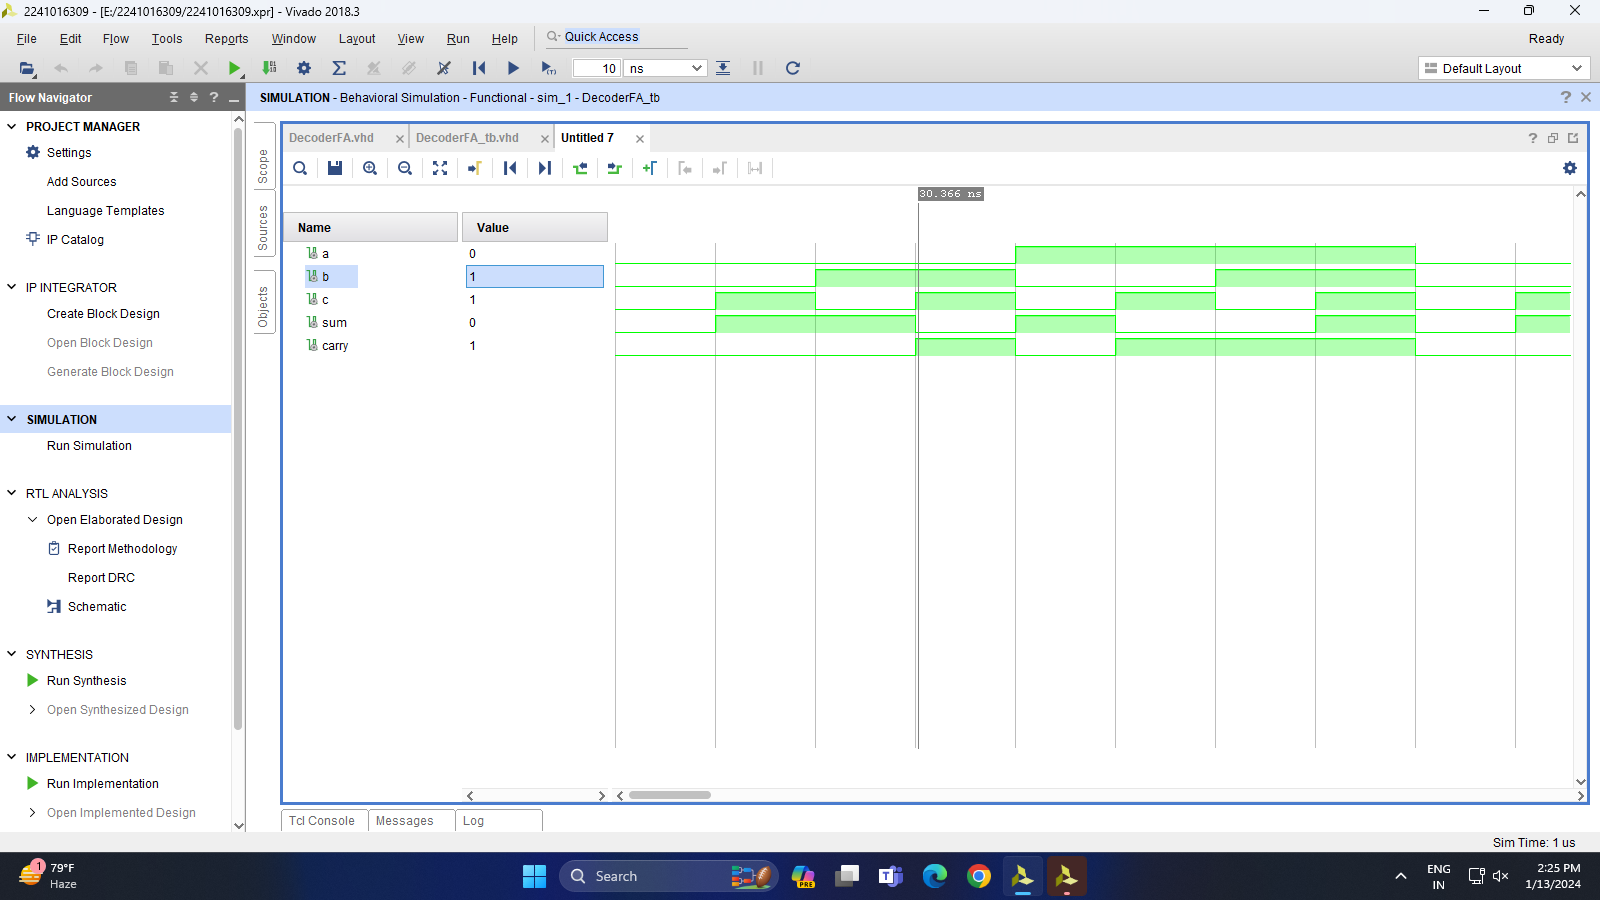 2241016309 - [E:/2241016309/2241016309.xpr] - Vivado 2018.3
File Edit Flow Tools Reports Window Layout View Run Help Quick Access Ready
10 ns Default Layout
Flow Navigator ? SIMULATION - Behavioral Simulation - Functional - sim_1 - DecoderFA_tb ?
PROJECT MANAGER
Settings
Add Sources
Language Templates
IP Catalog
IP INTEGRATOR
Create Block Design
Open Block Design
Generate Block Design
SIMULATION
Run Simulation
RTL ANALYSIS
Open Elaborated Design
Report Methodology
Report DRC
Schematic
SYNTHESIS
Run Synthesis
Open Synthesized Design
IMPLEMENTATION
Run Implementation
Open Implemented Design
Scope
Sources
Objects
DecoderFA.vhd DecoderFA_tb.vhd Untitled 7 ?
30.366 ns
Name Value
a 0
b 1
c 1
sum 0
carry 1
Tcl Console Messages Log
Sim Time: 1 us
1 79°F
Haze
Search
PRE
ENG
IN
2:25 PM
1/13/2024